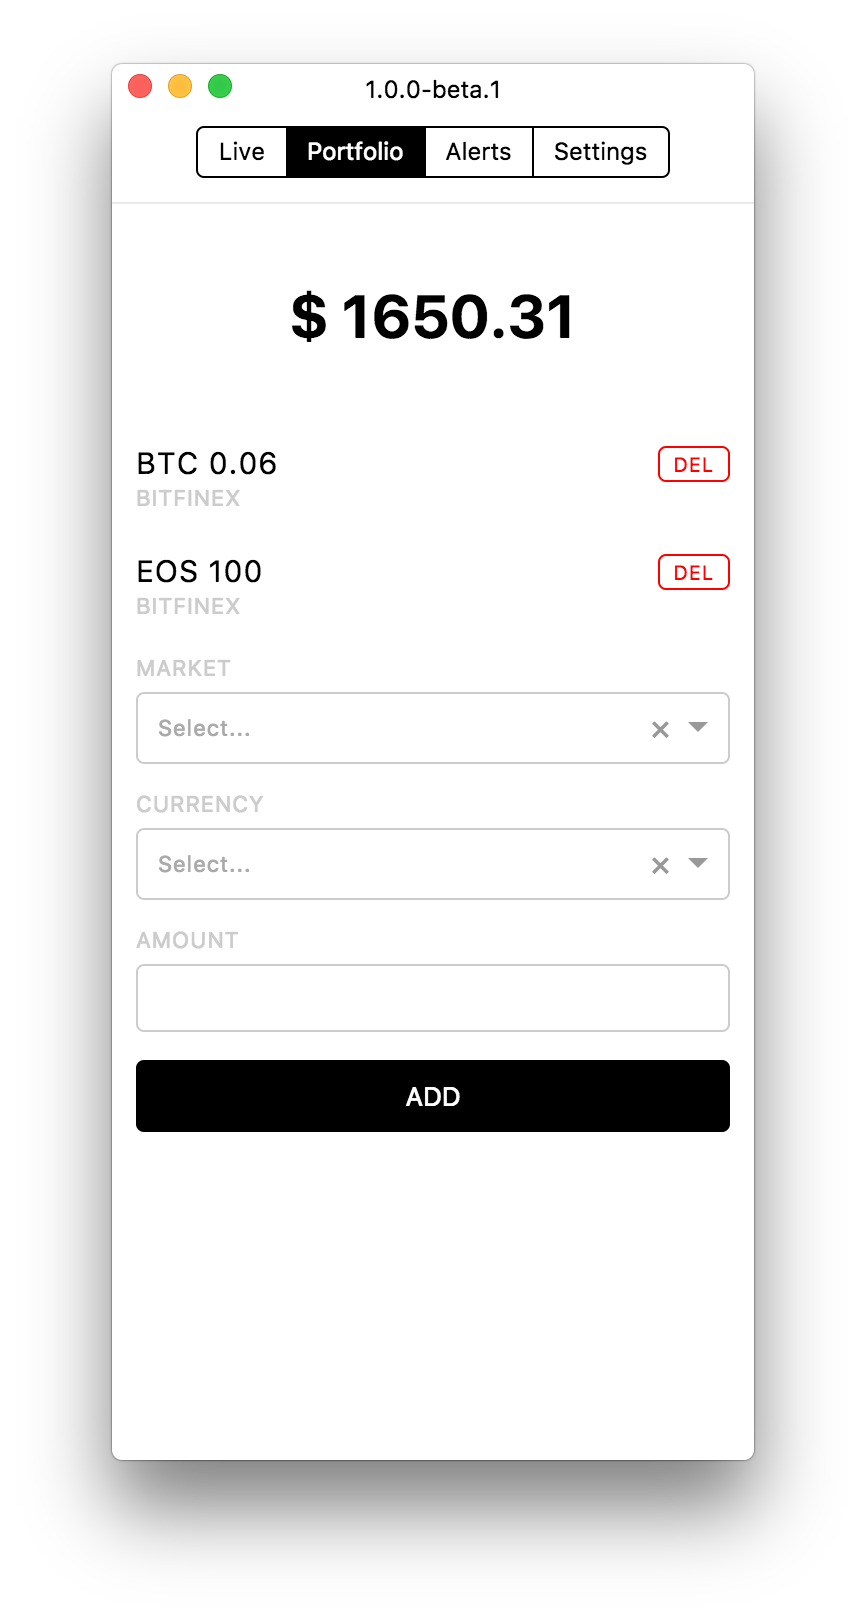 1.0.0-beta.1
Live Portfolio Alerts Settings
$ 1650.31
BTC 0.06 DEL
BITFINEX
EOS 100 DEL
BITFINEX
MARKET
Select...
CURRENCY
Select...
AMOUNT
ADD